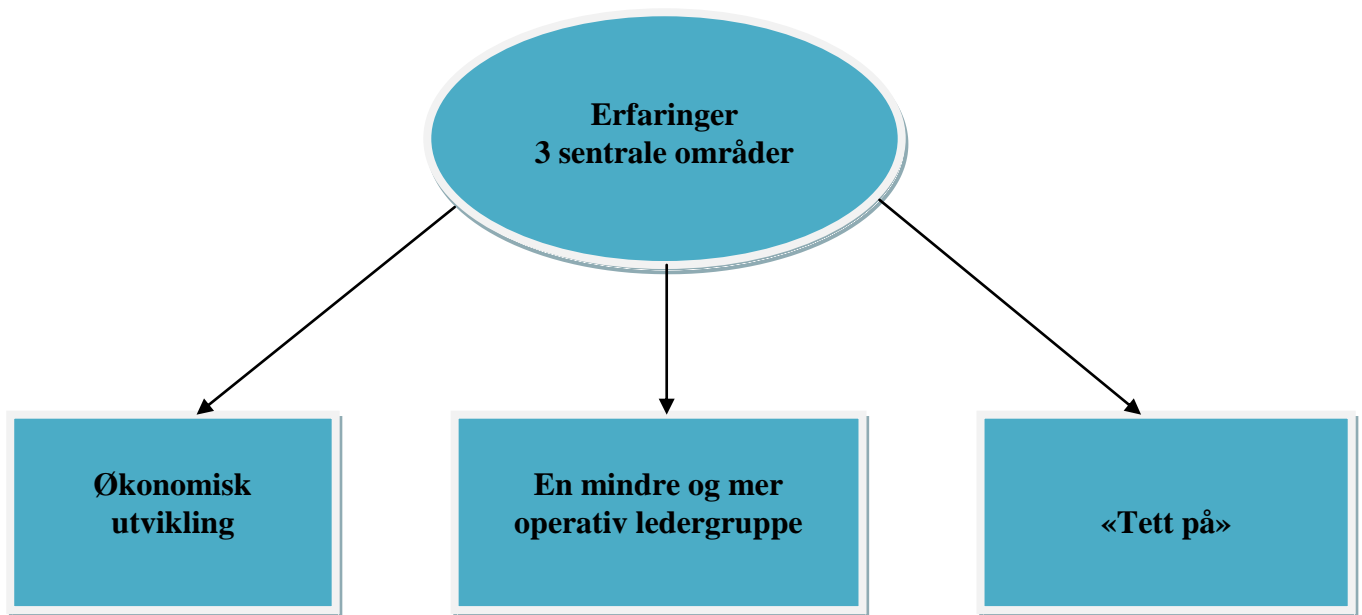 Erfaringer
3 sentrale områder
Økonomisk
utvikling
En mindre og mer
operativ ledergruppe
«Tett på»